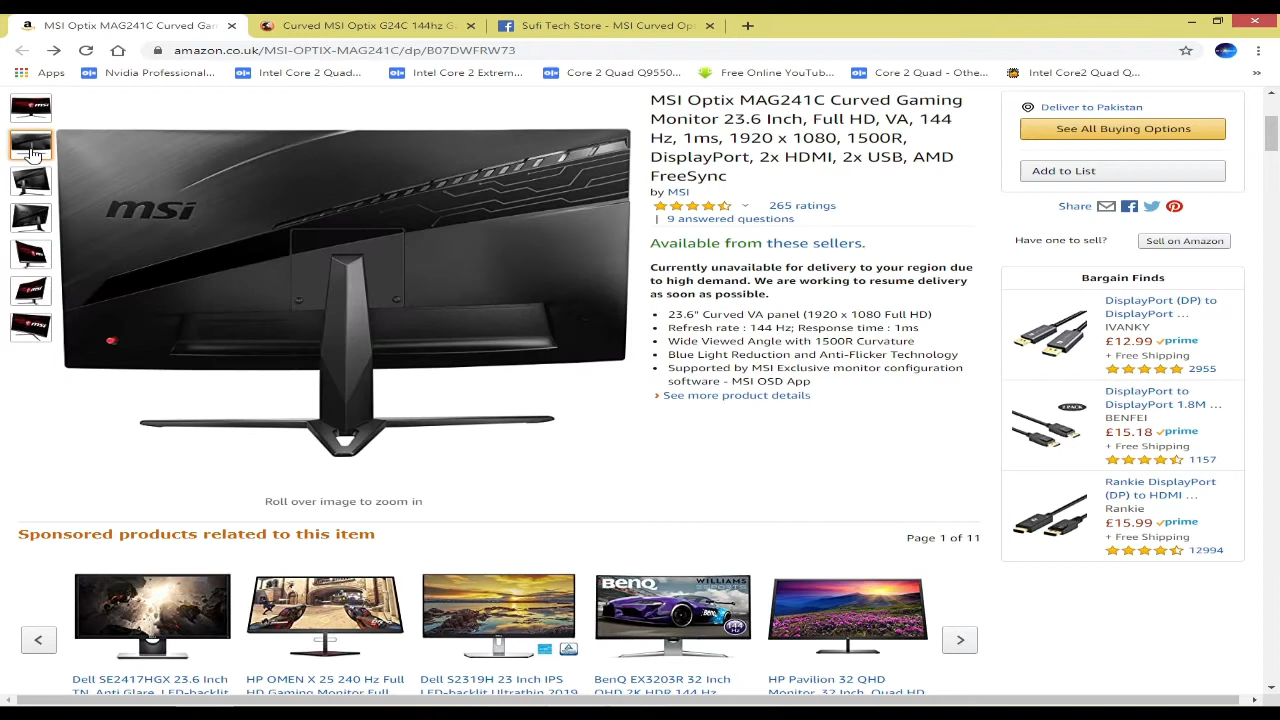 MSI Optix MAG241C Curved Gan
Curved MSI Optix G24C 144hz G
Sufi Tech Store - MSI Curved Opt
amazon.co.uk/MSI-OPTIX-MAG241C/dp/B07DWFRW73
Apps
Nvidia Professional...
Intel Core 2 Quad...
Intel Core 2 Extrem...
Core 2 Quad Q9550...
Free Online YouTub...
Core 2 Quad - Othe...
Intel Core2 Quad Q...
»
msi
MSI Optix MAG241C Curved Gaming
Monitor 23.6 Inch, Full HD, VA, 144
Hz, 1ms, 1920 x 1080, 1500R,
DisplayPort, 2x HDMI, 2x USB, AMD
FreeSync
by MSI
265 ratings
| 9 answered questions
Available from these sellers.
Currently unavailable for delivery to your region due
to high demand. We are working to resume delivery
as soon as possible.
• 23.6" Curved VA panel (1920 x 1080 Full HD)
• Refresh rate : 144 Hz; Response time : 1ms
• Wide Viewed Angle with 1500R Curvature
• Blue Light Reduction and Anti-Flicker Technology
• Supported by MSI Exclusive monitor configuration
software - MSI OSD App
› See more product details
Roll over image to zoom in
Deliver to Pakistan
See All Buying Options
Add to List
Share
Have one to sell?
Sell on Amazon
Bargain Finds
DisplayPort (DP) to
DisplayPort ...
IVANKY
£12.99 prime
+ Free Shipping
2955
DisplayPort to
DisplayPort 1.8M ...
BENFEI
£15.18 prime
+ Free Shipping
1157
Rankie DisplayPort
(DP) to HDMI ...
Rankie
£15.99 prime
+ Free Shipping
12994
Sponsored products related to this item
Page 1 of 11
BenQ
WILLIAMS
Dell SE2417HGX 23.6 Inch
TN, Anti Glare, LED-backlit
HP OMEN X 25 240 Hz Full
HD Gaming Monitor Full
Dell S2319H 23 Inch IPS
LED-backlit Ultrathin 2019
BenQ EX3203R 32 Inch
QHD 2K HDR 144 Hz
HP Pavilion 32 QHD
Monitor, 32 Inch, Quad HD